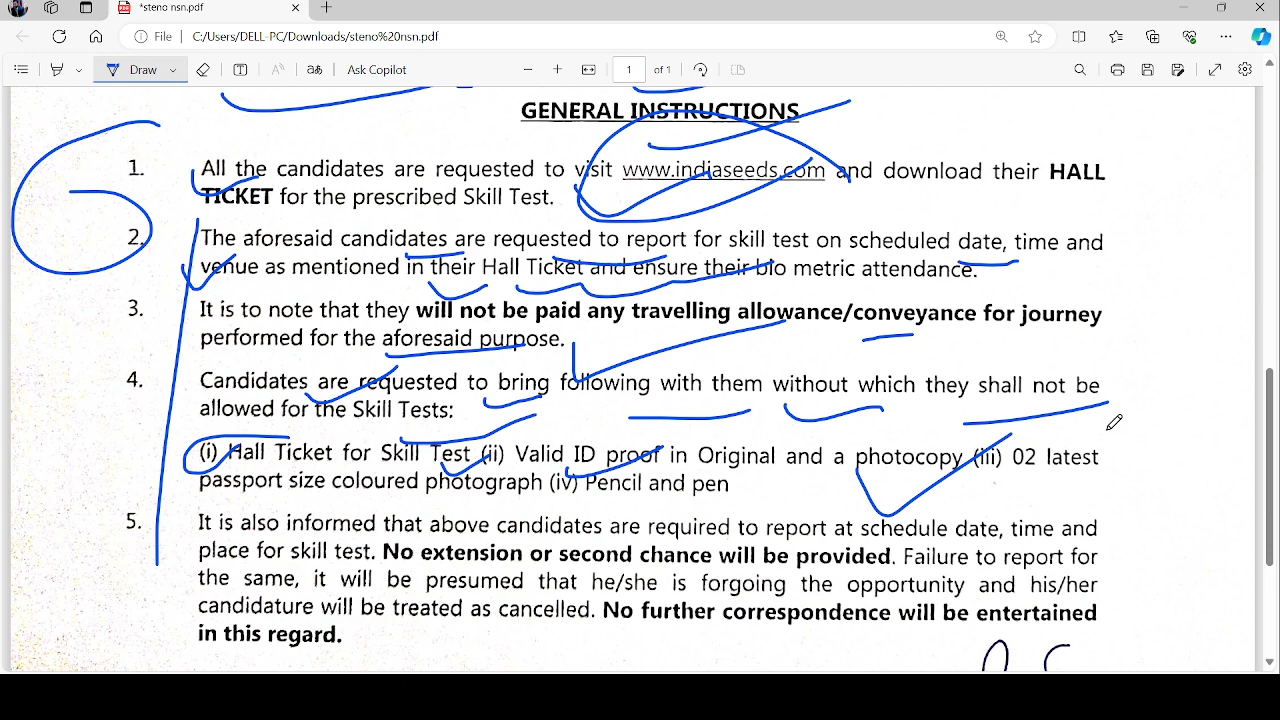 *steno nsn.pdf
File
C:/Users/DELL-PC/Downloads/steno%20nsn.pdf
Draw
Ask Copilot
1
of 1
GENERAL INSTRUCTIONS
1. All the candidates are requested to visit www.indiaseeds.com and download their HALL
TICKET for the prescribed Skill Test.
2. The aforesaid candidates are requested to report for skill test on scheduled date, time and
venue as mentioned in their Hall Ticket and ensure their bio metric attendance.
3. It is to note that they will not be paid any travelling allowance/conveyance for journey
performed for the aforesaid purpose.
4. Candidates are requested to bring following with them without which they shall not be
allowed for the Skill Tests:
(i) Hall Ticket for Skill Test (ii) Valid ID proof in Original and a photocopy (iii) 02 latest
passport size coloured photograph (iv) Pencil and pen
5. It is also informed that above candidates are required to report at schedule date, time and
place for skill test. No extension or second chance will be provided. Failure to report for
the same, it will be presumed that he/she is forgoing the opportunity and his/her
candidature will be treated as cancelled. No further correspondence will be entertained
in this regard.